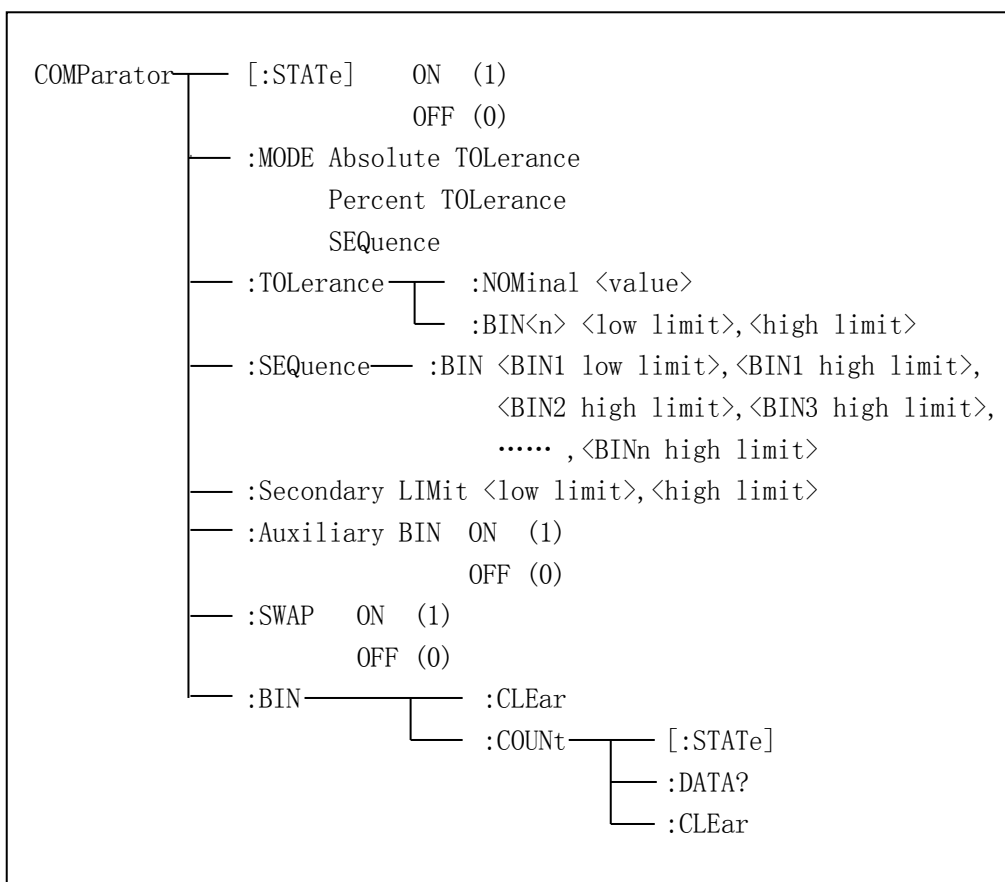 COMParator [:STATe] ON (1)
OFF (0)
:MODE Absolute TOLerance
Percent TOLerance
SEQuence
:TOLerance :NOMinal <value>
:BIN<n> <low limit>,<high limit>
:SEQuence :BIN <BIN1 low limit>,<BIN1 high limit>,
<BIN2 high limit>,<BIN3 high limit>,
…… ,<BINn high limit>
:Secondary LIMit <low limit>,<high limit>
:Auxiliary BIN ON (1)
OFF (0)
:SWAP ON (1)
OFF (0)
:BIN :CLEar
:COUNt [:STATe]
:DATA?
:CLEar